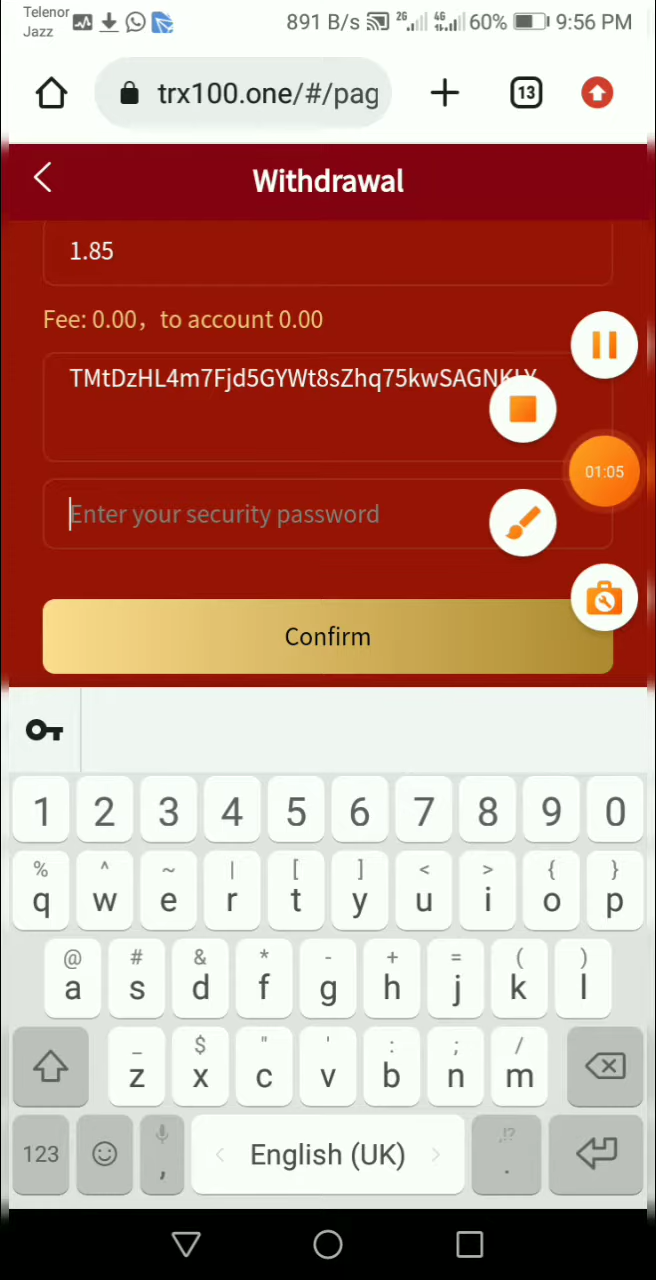 Telenor
Jazz
891 B/s 2G 4G 60% 9:56 PM
trx100.one/#/pag
13
Withdrawal
1.85
Fee: 0.00，to account 0.00
TMtDzHL4m7Fjd5GYWt8sZhq75kwSAGNKLY
01:05
Enter your security password
Confirm
1 2 3 4 5 6 7 8 9 0
% ^ ~ | [ ] < > { }
q w e r t y u i o p
@ # & * - + = ( )
a s d f g h j k l
_ $ " ' : ; /
z x c v b n m
123 , English (UK) !? .